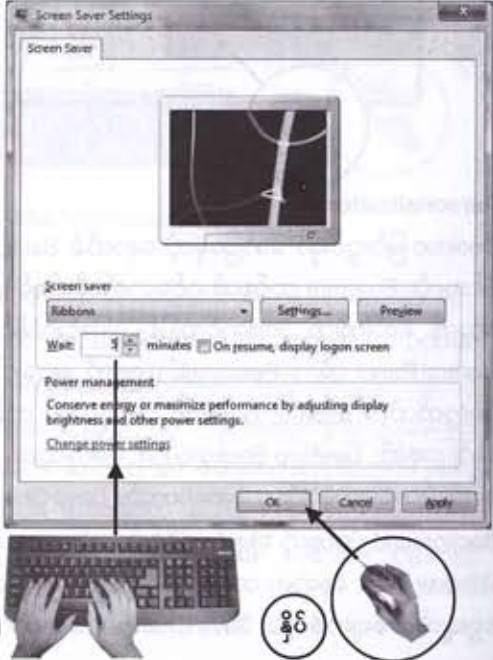 Screen Saver Settings
Screen Saver
Screen saver
Ribbons
Settings...
Preview
Wait: 5 minutes On resume, display logon screen
Power management
Conserve energy or maximize performance by adjusting display
brightness and other power settings.
Change power settings
OK Cancel Apply